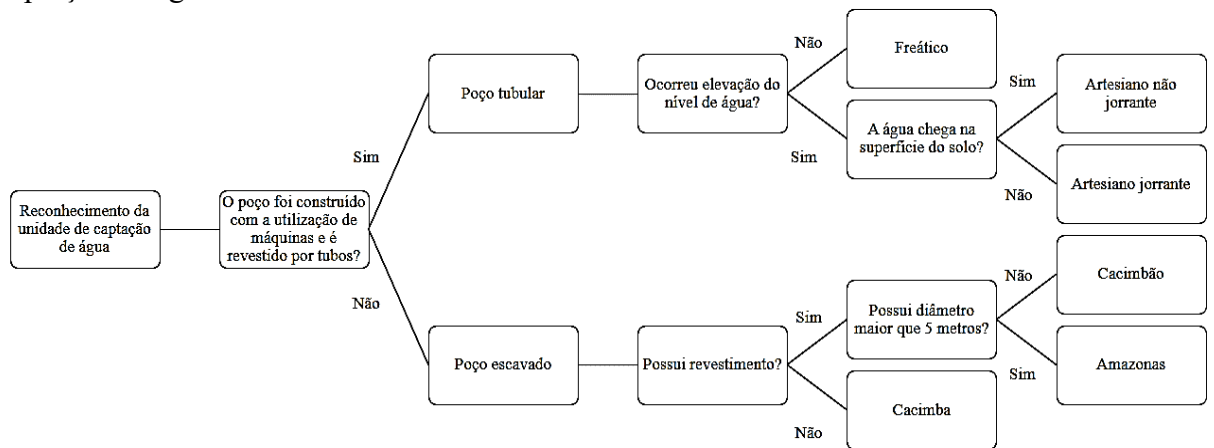 Reconhecimento da
unidade de captação
de água
O poço foi construído
com a utilização de
máquinas e é
revestido por tubos?
Sim
Não
Poço tubular
Poço escavado
Ocorreu elevação do
nível de água?
Possui revestimento?
Não
Sim
Sim
Não
Freático
A água chega na
superfície do solo?
Possui diâmetro
maior que 5 metros?
Cacimba
Sim
Não
Não
Sim
Artesiano não
jorrante
Artesiano jorrante
Cacimbão
Amazonas